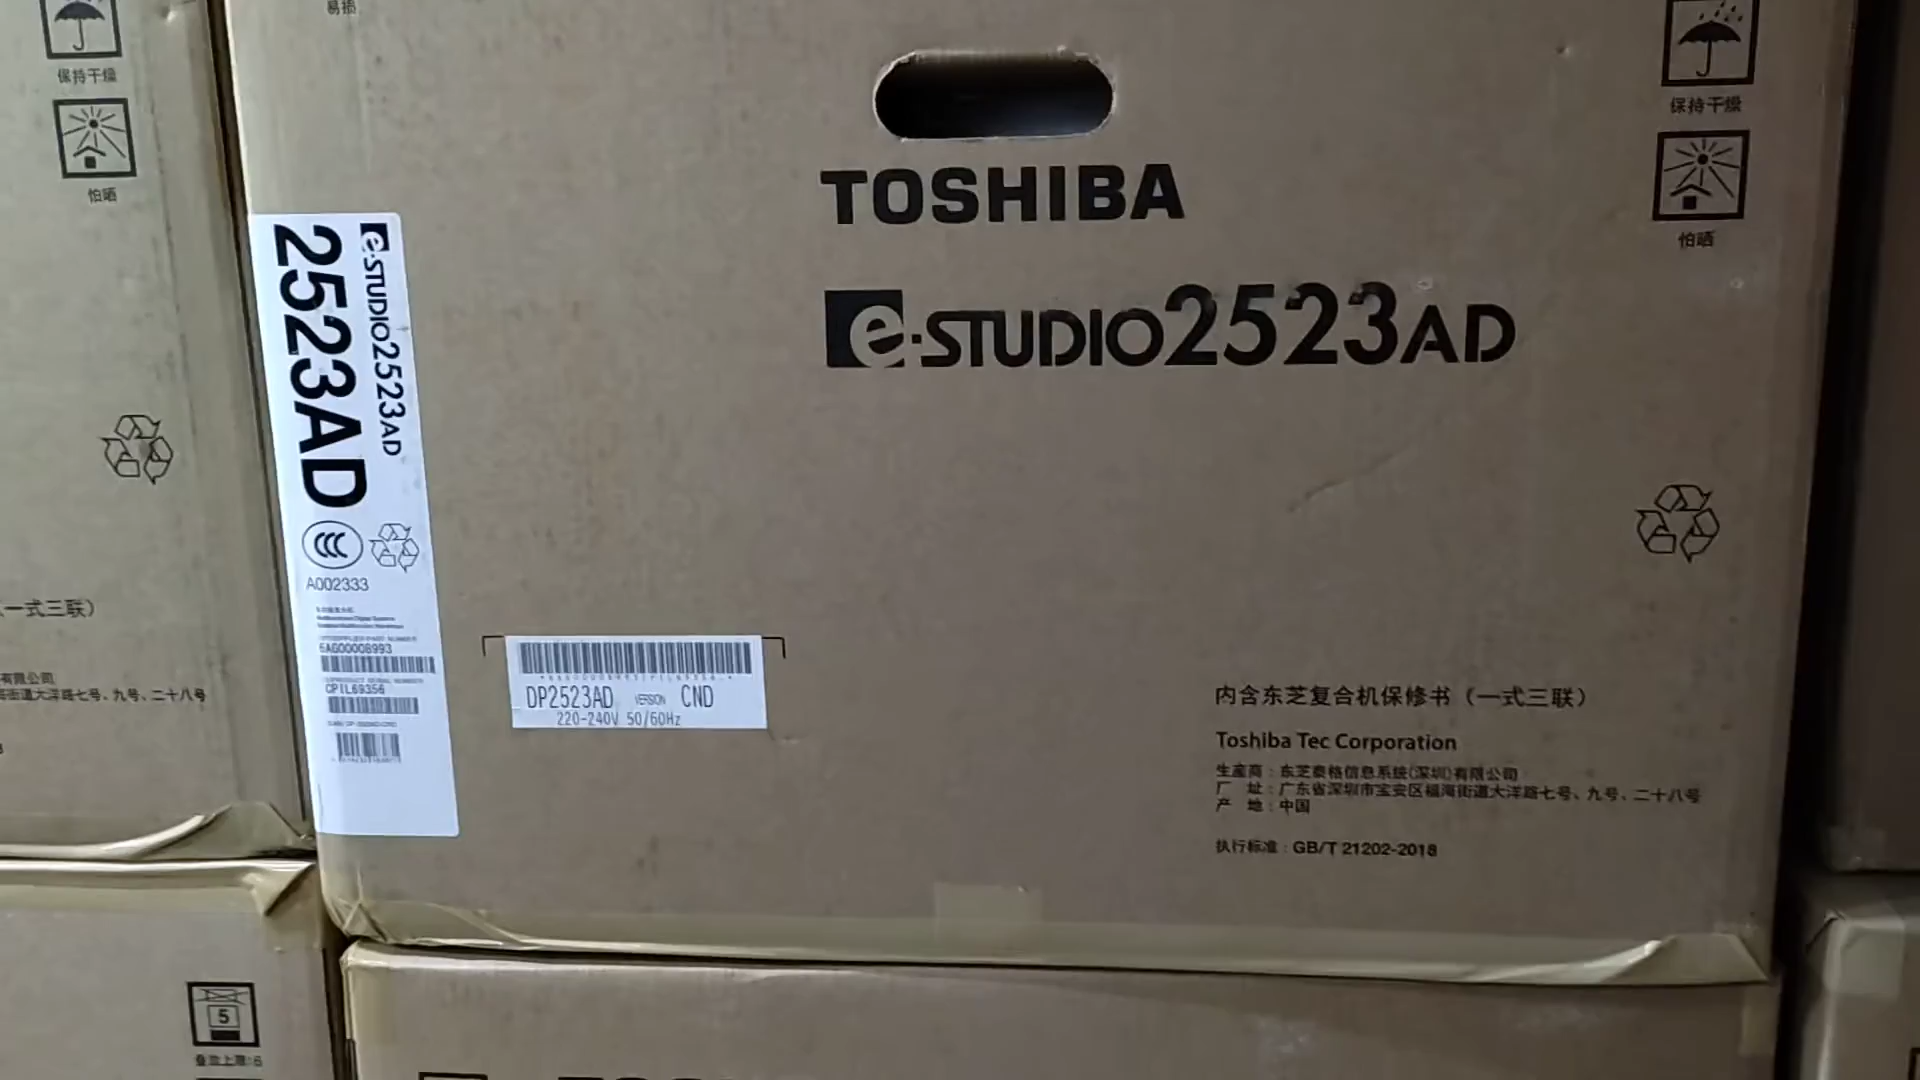 易损
保持干燥
怕晒
（一式三联）
有限公司
街道大洋路七号、九号、二十八号
TOSHIBA
e-STUDIO2523AD
保持干燥
怕晒
e-STUDIO2523AD
2523AD
A002333
6AG00008993
CPIL69356
DP2523AD VERSION CND
220-240V 50/60Hz
内含东芝复合机保修书（一式三联）
Toshiba Tec Corporation
生産商：东芝泰格信息系统(深圳)有限公司
厂 址：广东省深圳市宝安区福海街道大洋路七号、九号、二十八号
产 地：中国
执行标准：GB/T 21202-2018
5
叠放上限:6